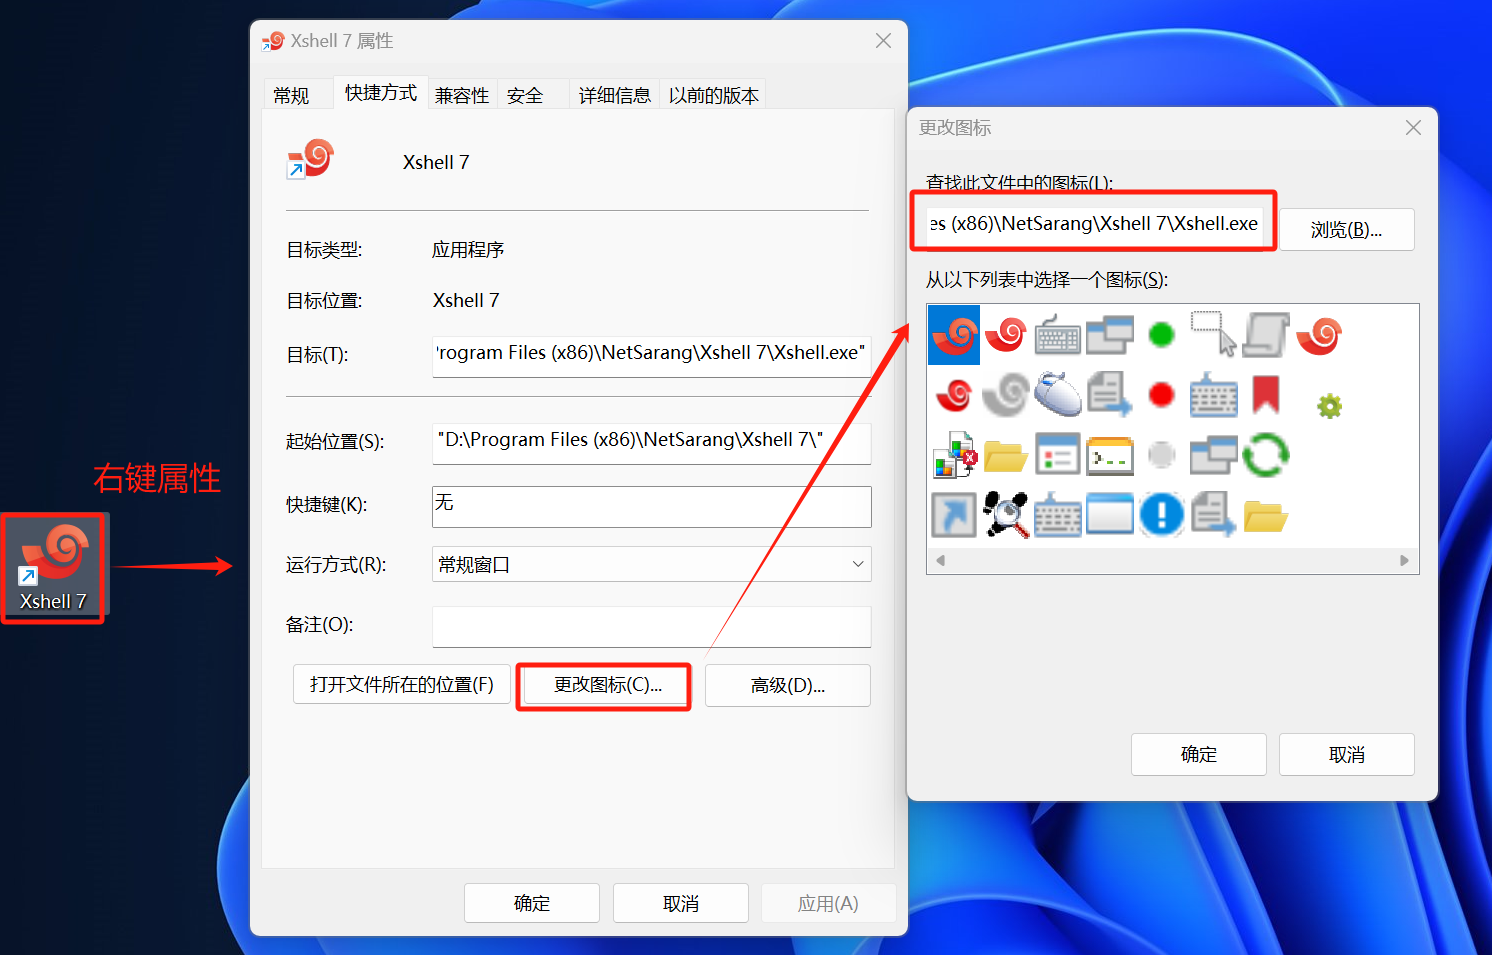 右键属性
Xshell 7
Xshell 7 属性
常规
快捷方式
兼容性
安全
详细信息
以前的版本
Xshell 7
目标类型:
应用程序
目标位置:
Xshell 7
目标(T):
rogram Files (x86)\NetSarang\Xshell 7\Xshell.exe"
起始位置(S):
"D:\Program Files (x86)\NetSarang\Xshell 7\"
快捷键(K):
无
运行方式(R):
常规窗口
备注(O):
打开文件所在的位置(F)
更改图标(C)...
高级(D)...
确定
取消
应用(A)
更改图标
查找此文件中的图标(L):
es (x86)\NetSarang\Xshell 7\Xshell.exe
浏览(B)...
从以下列表中选择一个图标(S):
确定
取消